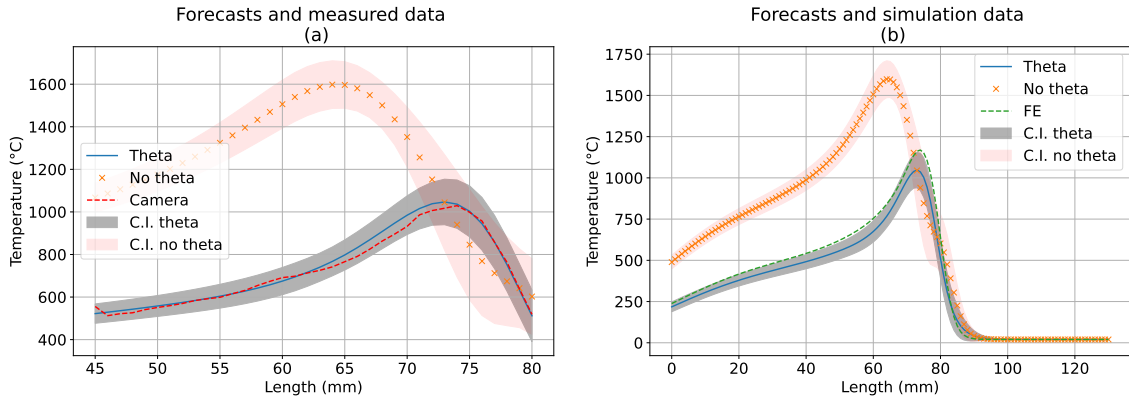 Forecasts and measured data
(a)
Temperature (°C)
1600
1400
1200
1000
800
600
400
Theta
No theta
Camera
C.I. theta
C.I. no theta
45
50
55
60
65
70
75
80
Length (mm)
Forecasts and simulation data
(b)
Temperature (°C)
1750
1500
1250
1000
750
500
250
0
Theta
No theta
FE
C.I. theta
C.I. no theta
0
20
40
60
80
100
120
Length (mm)